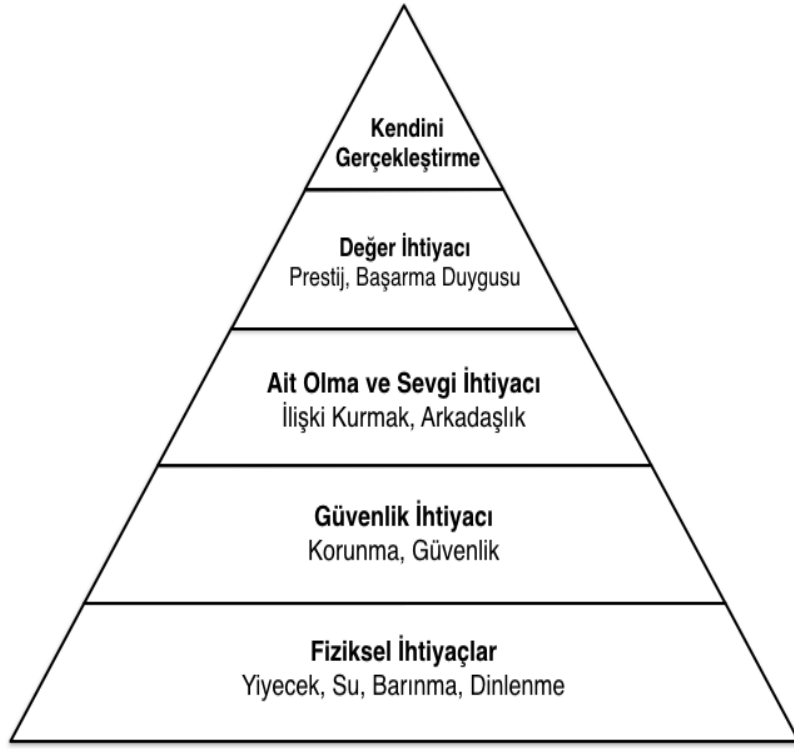 Kendini
Gerçekleştirme
Değer İhtiyacı
Prestij, Başarma Duygusu
Ait Olma ve Sevgi İhtiyacı
İlişki Kurmak, Arkadaşlık
Güvenlik İhtiyacı
Korunma, Güvenlik
Fiziksel İhtiyaçlar
Yiyecek, Su, Barınma, Dinlenme